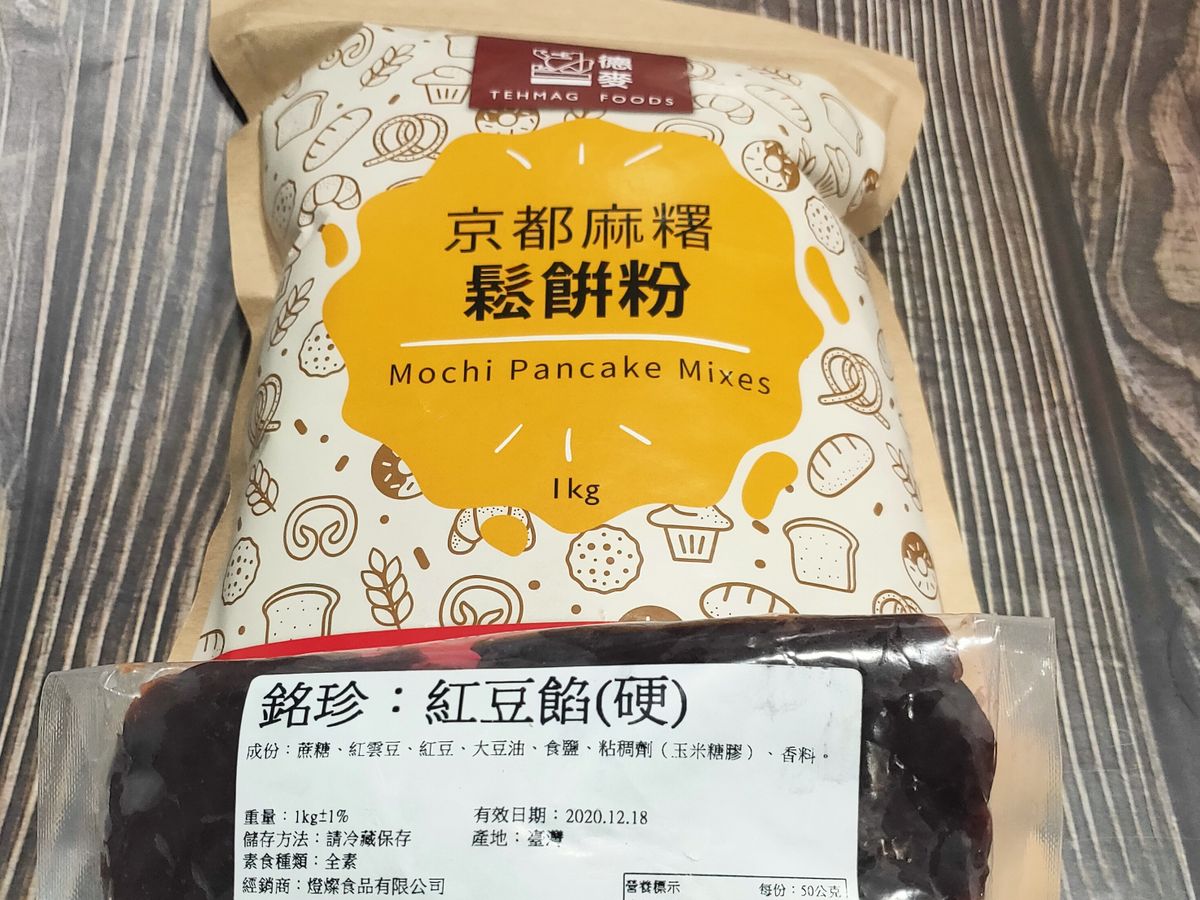 德麥
TEHMAG FOODS
京都麻糬
鬆餅粉
Mochi Pancake Mixes
1kg
銘珍：紅豆餡(硬)
成份：蔗糖、紅雲豆、紅豆、大豆油、食鹽、粘稠劑（玉米糖膠）、香料。
重量：1kg±1%
有效日期：2020.12.18
儲存方法：請冷藏保存
產地：臺灣
素食種類：全素
經銷商：燈燦食品有限公司
營養標示
每份：50公克